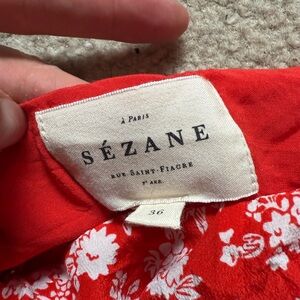 À PARIS
SÉZANE
RUE SAINT-FIACRE
2e ARR.
36